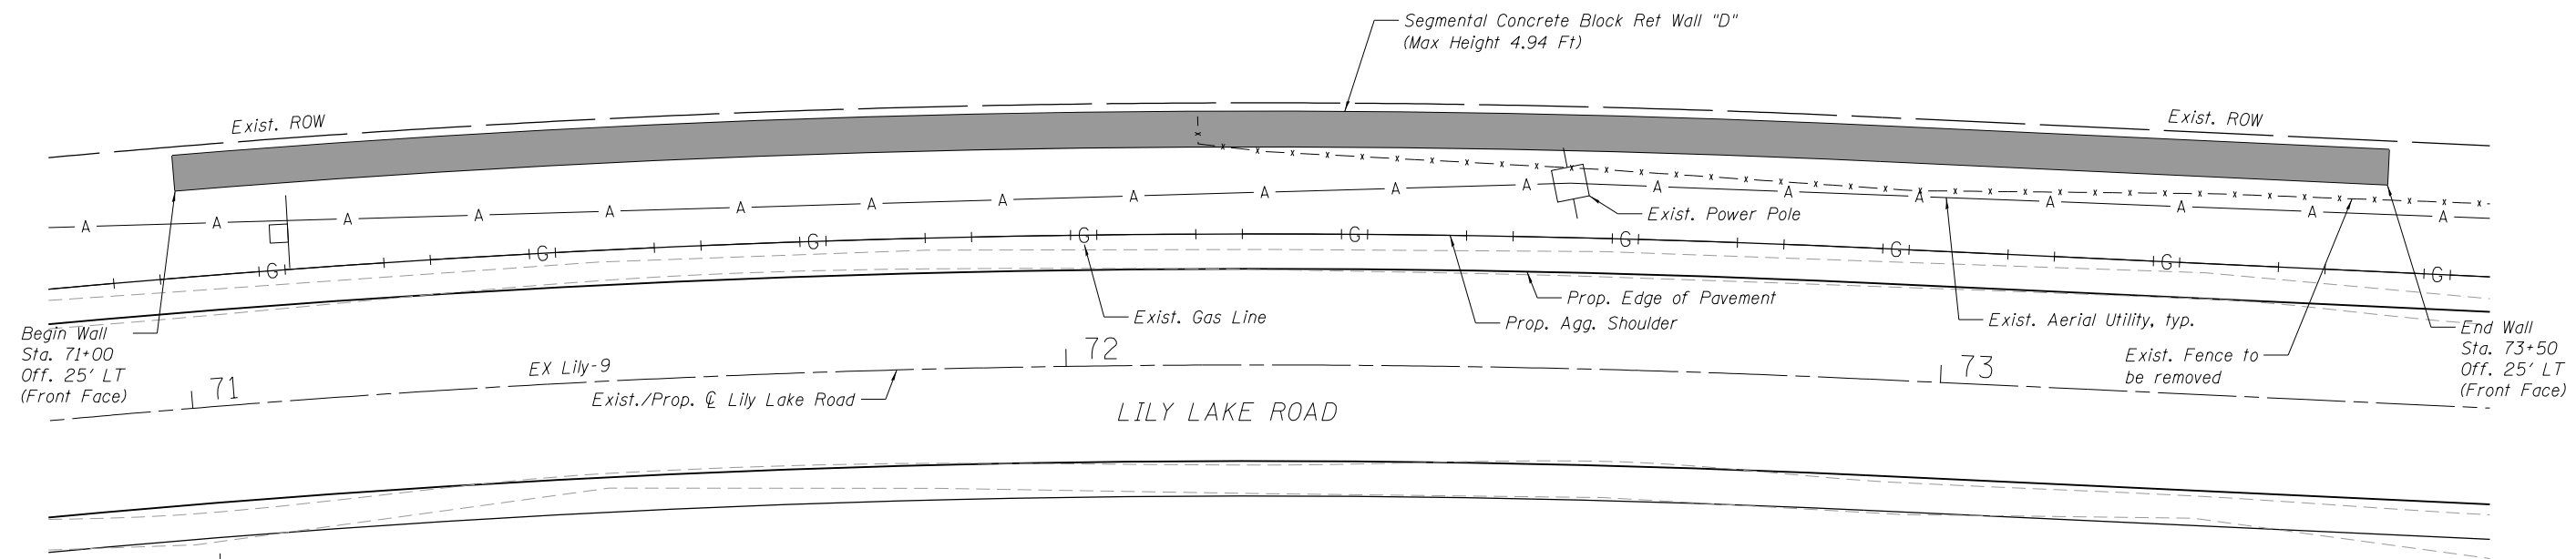 Segmental Concrete Block Ret Wall "D"
(Max Height 4.94 Ft)
Exist. ROW
Exist. ROW
A A A A A A A A A A A A A A A A A A A
Exist. Power Pole
G G G G G G G G G
Prop. Edge of Pavement
Exist. Gas Line
Prop. Agg. Shoulder
Exist. Aerial Utility, typ.
Begin Wall
Sta. 71+00
Off. 25' LT
(Front Face)
Exist. Fence to
be removed
End Wall
Sta. 73+50
Off. 25' LT
(Front Face)
71
EX Lily-9
72
73
Exist./Prop. ℄ Lily Lake Road
LILY LAKE ROAD